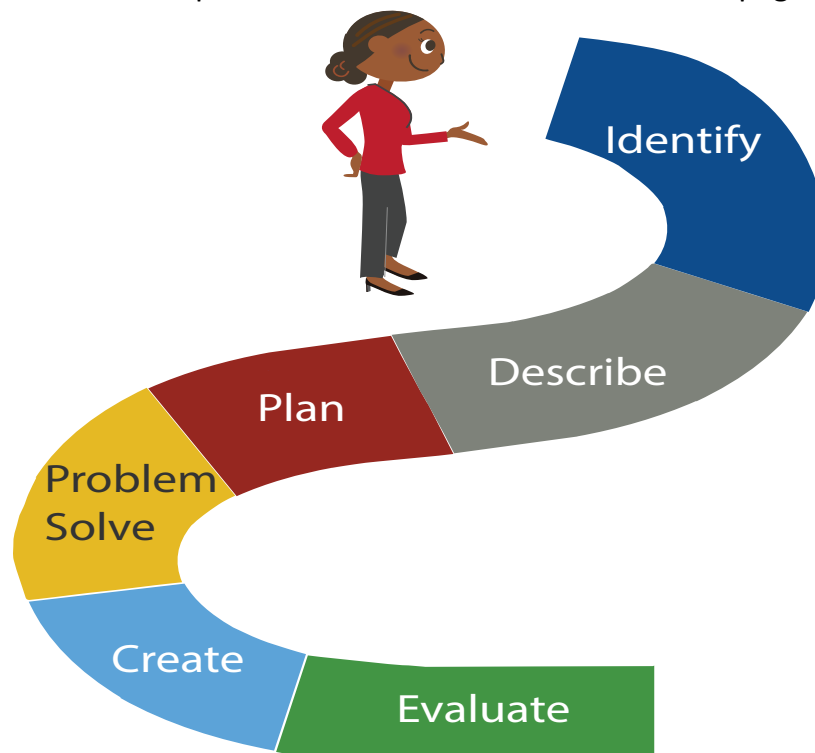 Identify
Describe
Plan
Problem
Solve
Create
Evaluate